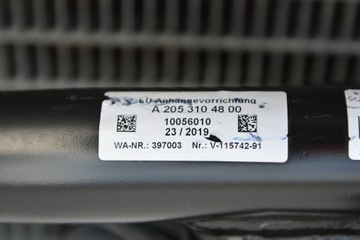 EU-Anhängevorrichtung
A 205 310 48 00
10056010
23 / 2019
WA-NR.: 397003 Nr.: V-115742-91